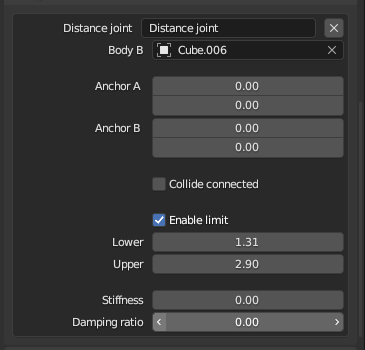 Distance joint Distance joint
Body B Cube.006
Anchor A 0.00
0.00
Anchor B 0.00
0.00
Collide connected
Enable limit
Lower 1.31
Upper 2.90
Stiffness 0.00
Damping ratio 0.00